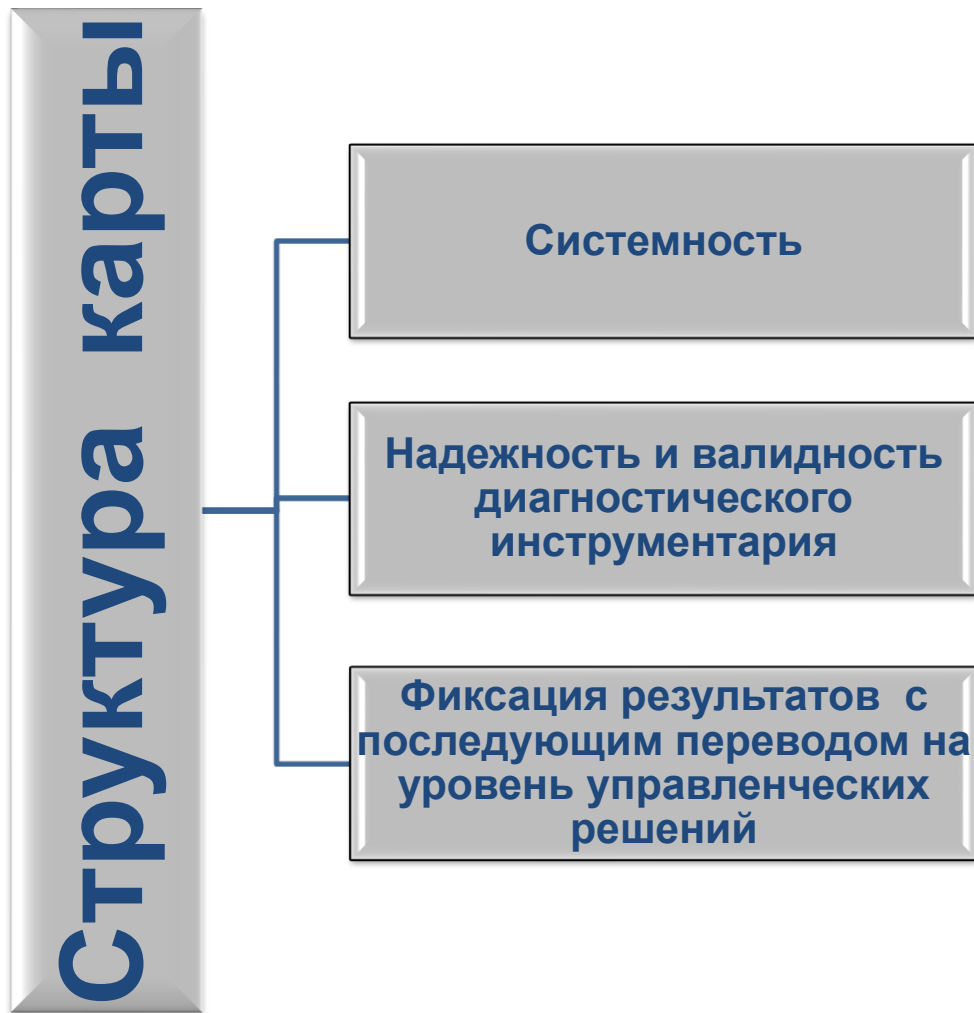 Структура карты
Системность
Надежность и валидность
диагностического
инструментария
Фиксация результатов с
последующим переводом на
уровень управленческих
решений